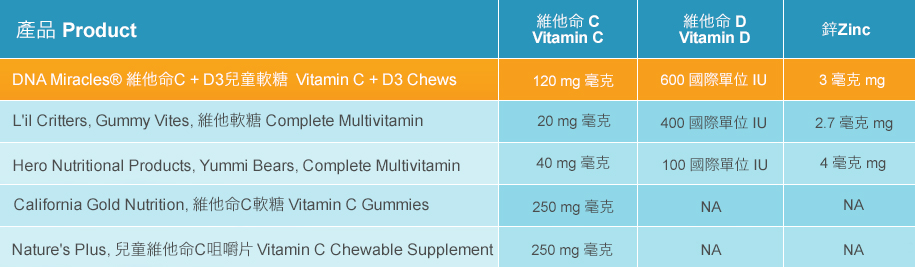 產品 Product 維他命 C Vitamin C 維他命 D Vitamin D 鋅Zinc
DNA Miracles® 維他命C + D3兒童軟糖 Vitamin C + D3 Chews 120 mg 毫克 600 國際單位 IU 3 毫克 mg
L'il Critters, Gummy Vites, 維他軟糖 Complete Multivitamin 20 mg 毫克 400 國際單位 IU 2.7 毫克 mg
Hero Nutritional Products, Yummi Bears, Complete Multivitamin 40 mg 毫克 100 國際單位 IU 4 毫克 mg
California Gold Nutrition, 維他命C軟糖 Vitamin C Gummies 250 mg 毫克 NA NA
Nature's Plus, 兒童維他命C咀嚼片 Vitamin C Chewable Supplement 250 mg 毫克 NA NA